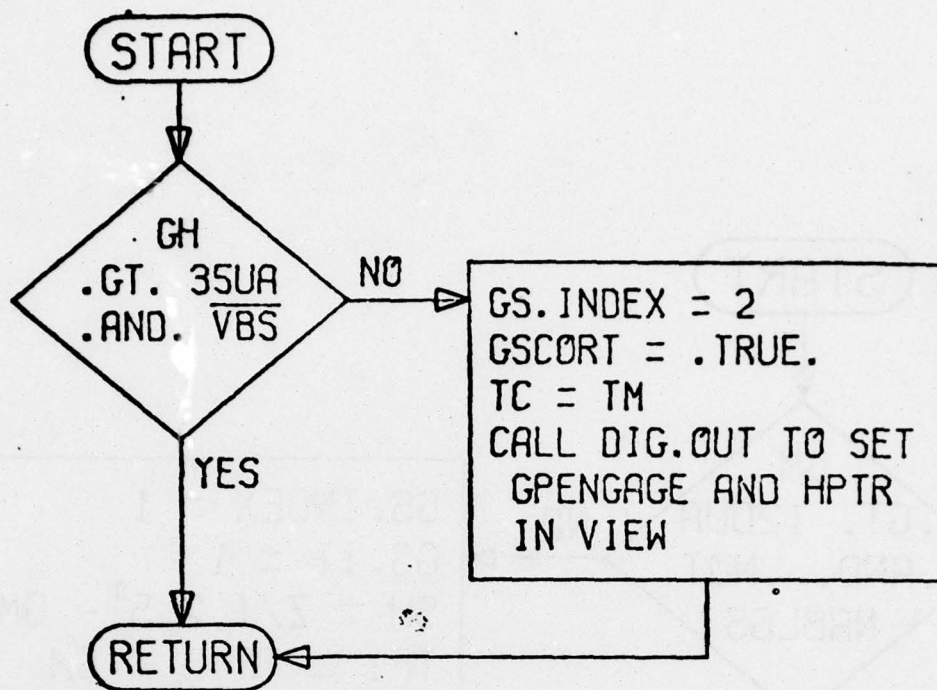 START
GH
.GT. 35UA
.AND. V̅B̅S̅
NO
GS.INDEX = 2
GSCORT = .TRUE.
TC = TM
CALL DIG.OUT TO SET
GPENGAGE AND HPTR
IN VIEW
YES
RETURN